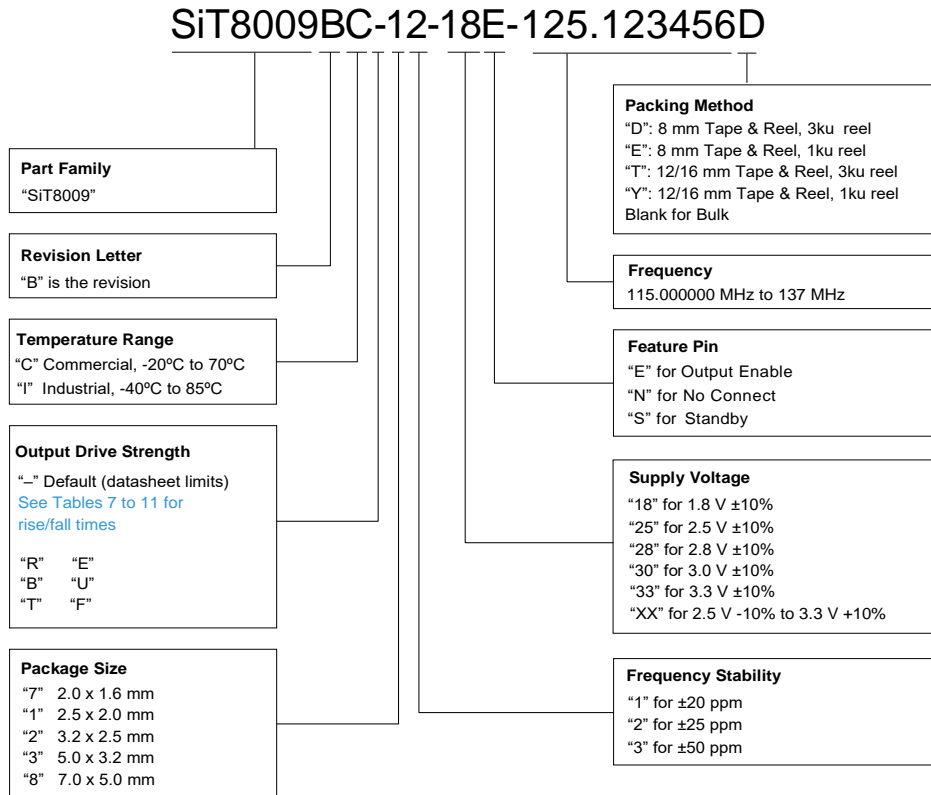 SiT8009BC-12-18E-125.123456D
Part Family
“SiT8009”
Revision Letter
“B” is the revision
Temperature Range
“C” Commercial, -20ºC to 70ºC
“I” Industrial, -40ºC to 85ºC
Output Drive Strength
“–” Default (datasheet limits)
See Tables 7 to 11 for
rise/fall times
“R” “E”
“B” “U”
“T” “F”
Package Size
“7” 2.0 x 1.6 mm
“1” 2.5 x 2.0 mm
“2” 3.2 x 2.5 mm
“3” 5.0 x 3.2 mm
“8” 7.0 x 5.0 mm
Packing Method
“D”: 8 mm Tape & Reel, 3ku reel
“E”: 8 mm Tape & Reel, 1ku reel
“T”: 12/16 mm Tape & Reel, 3ku reel
“Y”: 12/16 mm Tape & Reel, 1ku reel
Blank for Bulk
Frequency
115.000000 MHz to 137 MHz
Feature Pin
“E” for Output Enable
“N” for No Connect
“S” for Standby
Supply Voltage
“18” for 1.8 V ±10%
“25” for 2.5 V ±10%
“28” for 2.8 V ±10%
“30” for 3.0 V ±10%
“33” for 3.3 V ±10%
“XX” for 2.5 V -10% to 3.3 V +10%
Frequency Stability
“1” for ±20 ppm
“2” for ±25 ppm
“3” for ±50 ppm